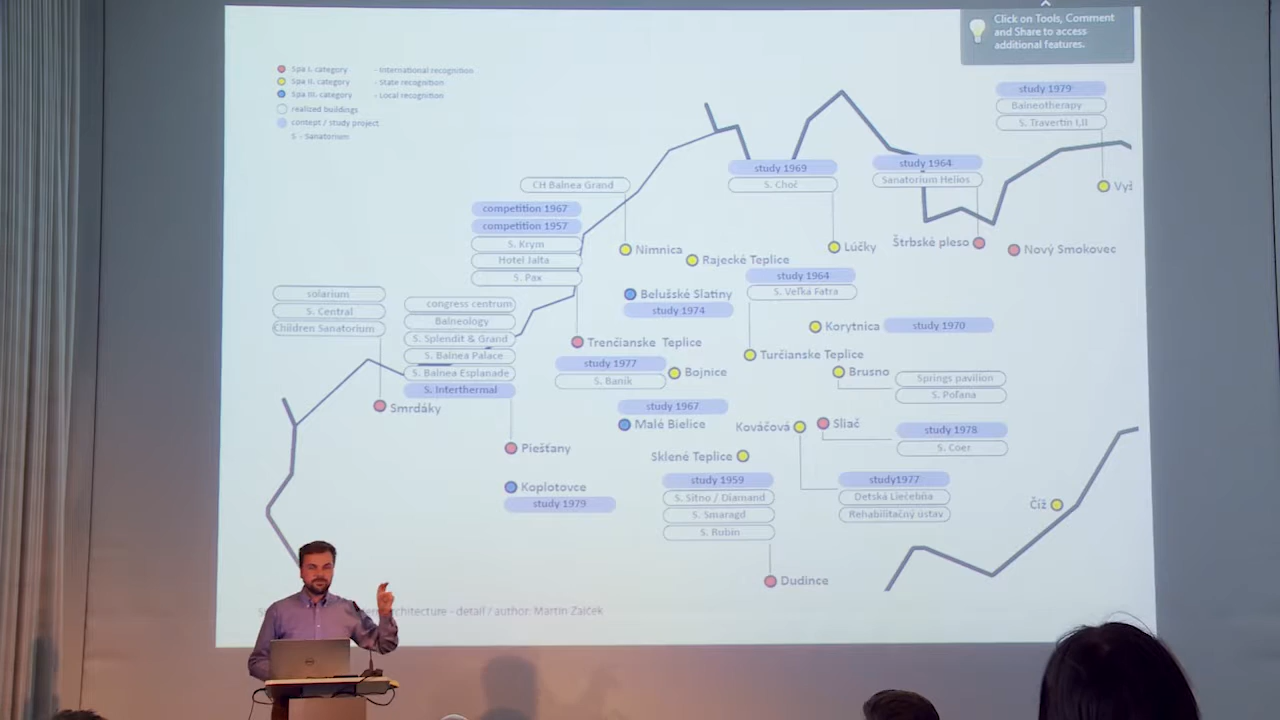 Click on Tools, Comment
and Share to access
additional features.
Spa I. category - International recognition
Spa II. category - State recognition
Spa III. category - Local recognition
realized buildings
contept / study project
S - Sanatorium
study 1979
Balneotherapy
S. Travertín I,II
study 1969
S. Choč
study 1964
Sanatorium Helios
CH Balnea Grand
competition 1967
competition 1957
S. Krym
Hotel Jalta
S. Pax
Nimnica
Rajecké Teplice
Lúčky
Štrbské pleso
Nový Smokovec
solarium
S. Central
Children Sanatorium
congress centrum
Balneology
S. Splendit & Grand
S. Balnea Palace
S. Balnea Esplanade
S. Interthermal
Belušské Slatiny
study 1974
study 1964
S. Veľká Fatra
Korytnica
study 1970
Trenčianske Teplice
Turčianske Teplice
study 1977
S. Baník
Bojnice
Brusno
Springs pavilion
S. Poľana
Smrdáky
study 1967
Malé Bielice
Kováčová
Sliač
study 1978
S. Coer
Piešťany
Sklené Teplice
Koplotovce
study 1979
study 1959
S. Sitno / Diamand
S. Smaragd
S. Rubín
study1977
Detská Liečebňa
Rehabilitačný ústav
Číž
Dudince
architecture - detail / author: Martin Zaiček
DELL